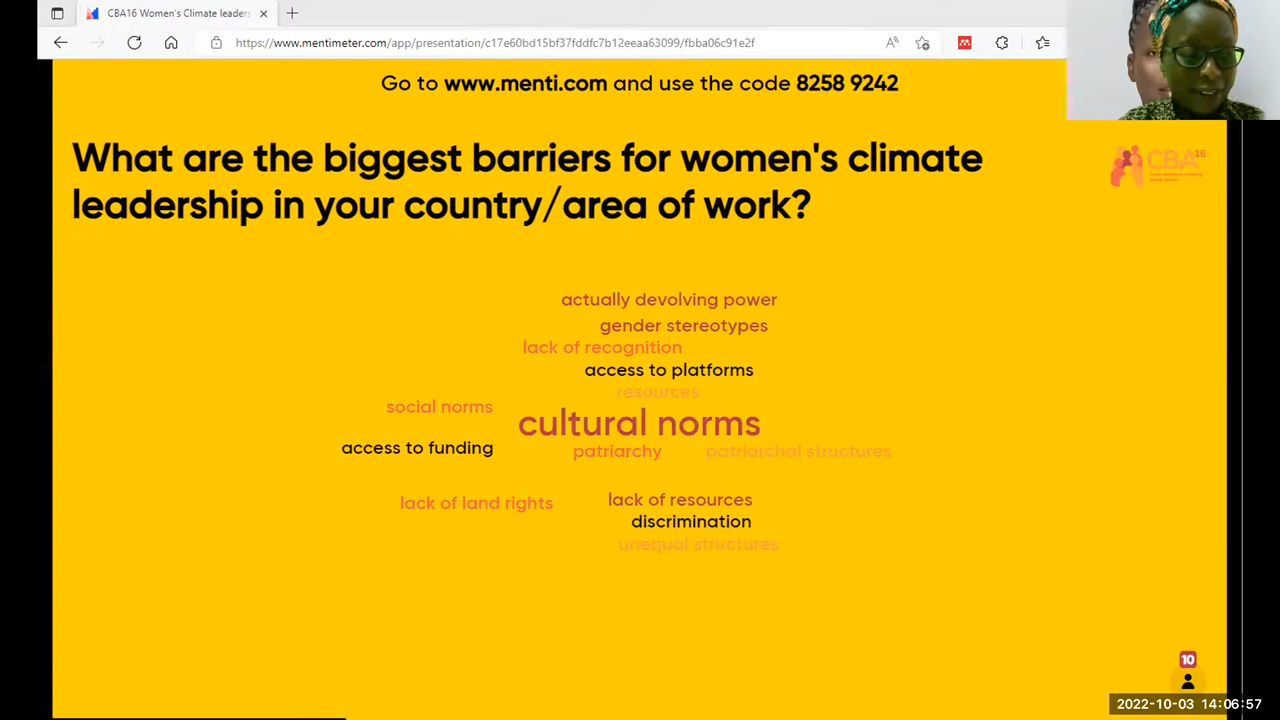 CBA16 Women's Climate leaders
https://www.mentimeter.com/app/presentation/c17e60bd15bf37fddfc7b12eeaa63099/fbba06c91e2f
Go to www.menti.com and use the code 8258 9242
What are the biggest barriers for women's climate
leadership in your country/area of work?
CBA16
actually devolving power
gender stereotypes
lack of recognition
access to platforms
resources
social norms
cultural norms
access to funding
patriarchy
patriarchal structures
lack of land rights
lack of resources
discrimination
unequal structures
10
2022-10-03 14:06:57